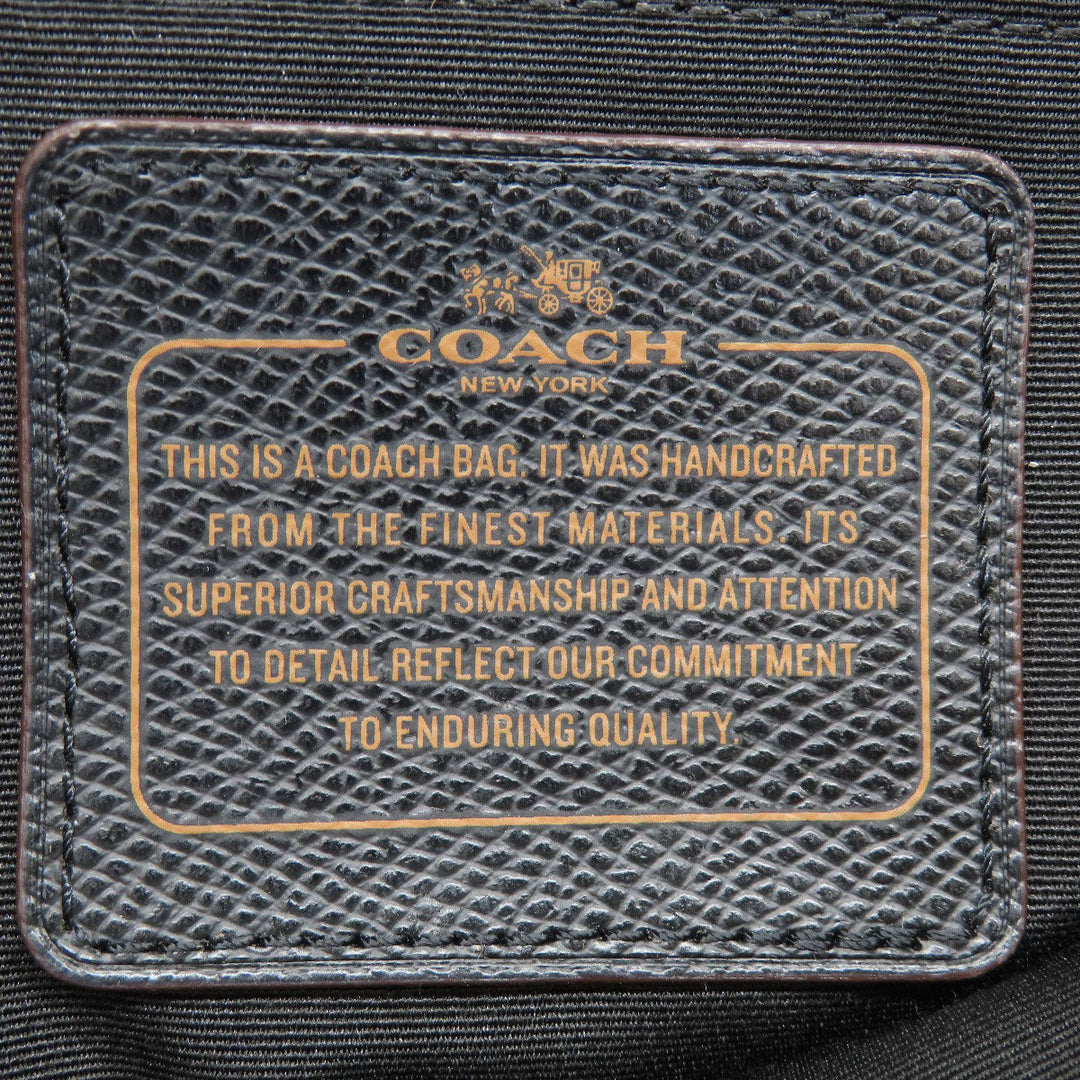 COACH
NEW YORK
THIS IS A COACH BAG. IT WAS HANDCRAFTED
FROM THE FINEST MATERIALS. ITS
SUPERIOR CRAFTSMANSHIP AND ATTENTION
TO DETAIL REFLECT OUR COMMITMENT
TO ENDURING QUALITY.